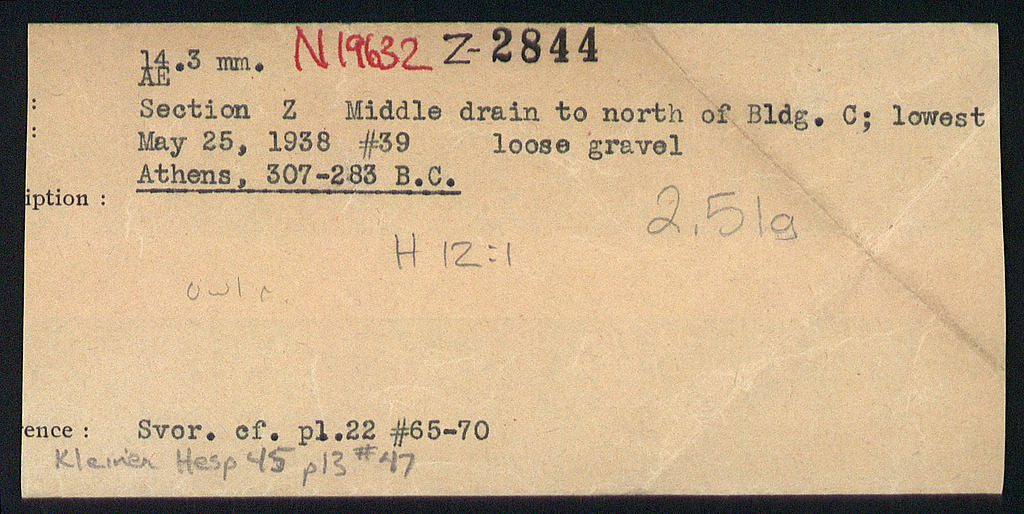 14.3 mm. N19632 Z-2844
AE
: Section Z Middle drain to north of Bldg. C; lowest
: May 25, 1938 #39 loose gravel
Athens, 307-283 B.C.
iption :
2.51g
H 12:1
owl r.
ence : Svor. cf. pl.22 #65-70
Kleiner Hesp 45 p13 #47